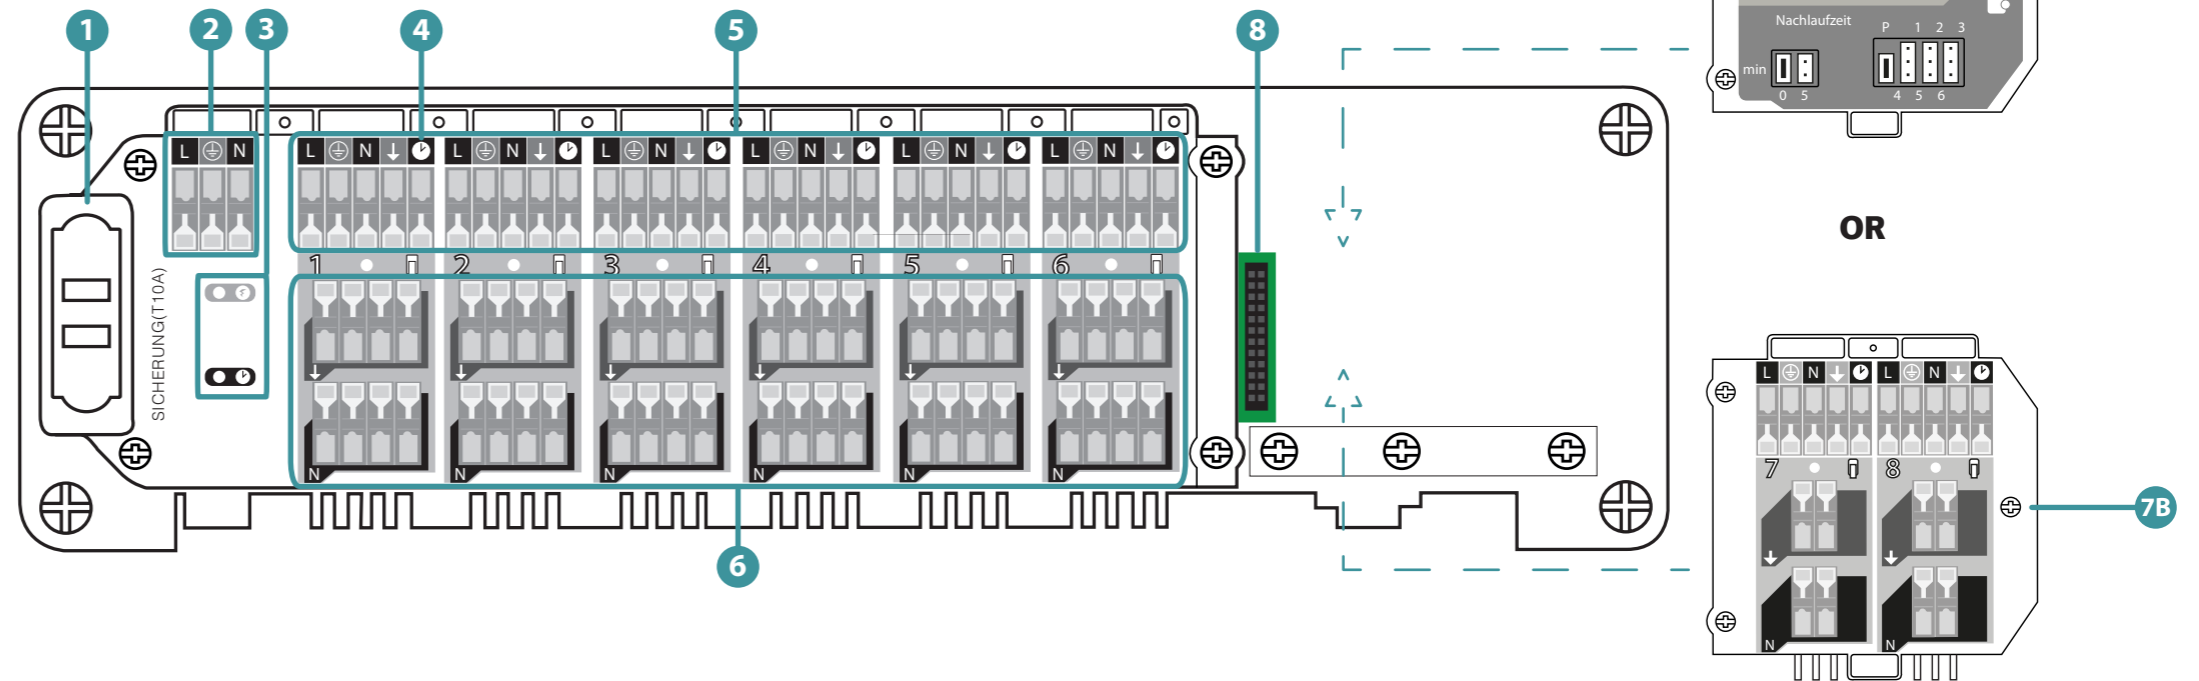 1 2 3 4 5 8
Nachlaufzeit
P 1 2 3
min
0 5
4 5 6
OR
L N L N L N L N L N L N L N
1 2 3 4 5 6
SICHERUNG(T10A)
N N N N N N
6
L N L N
7 8
7B
N N